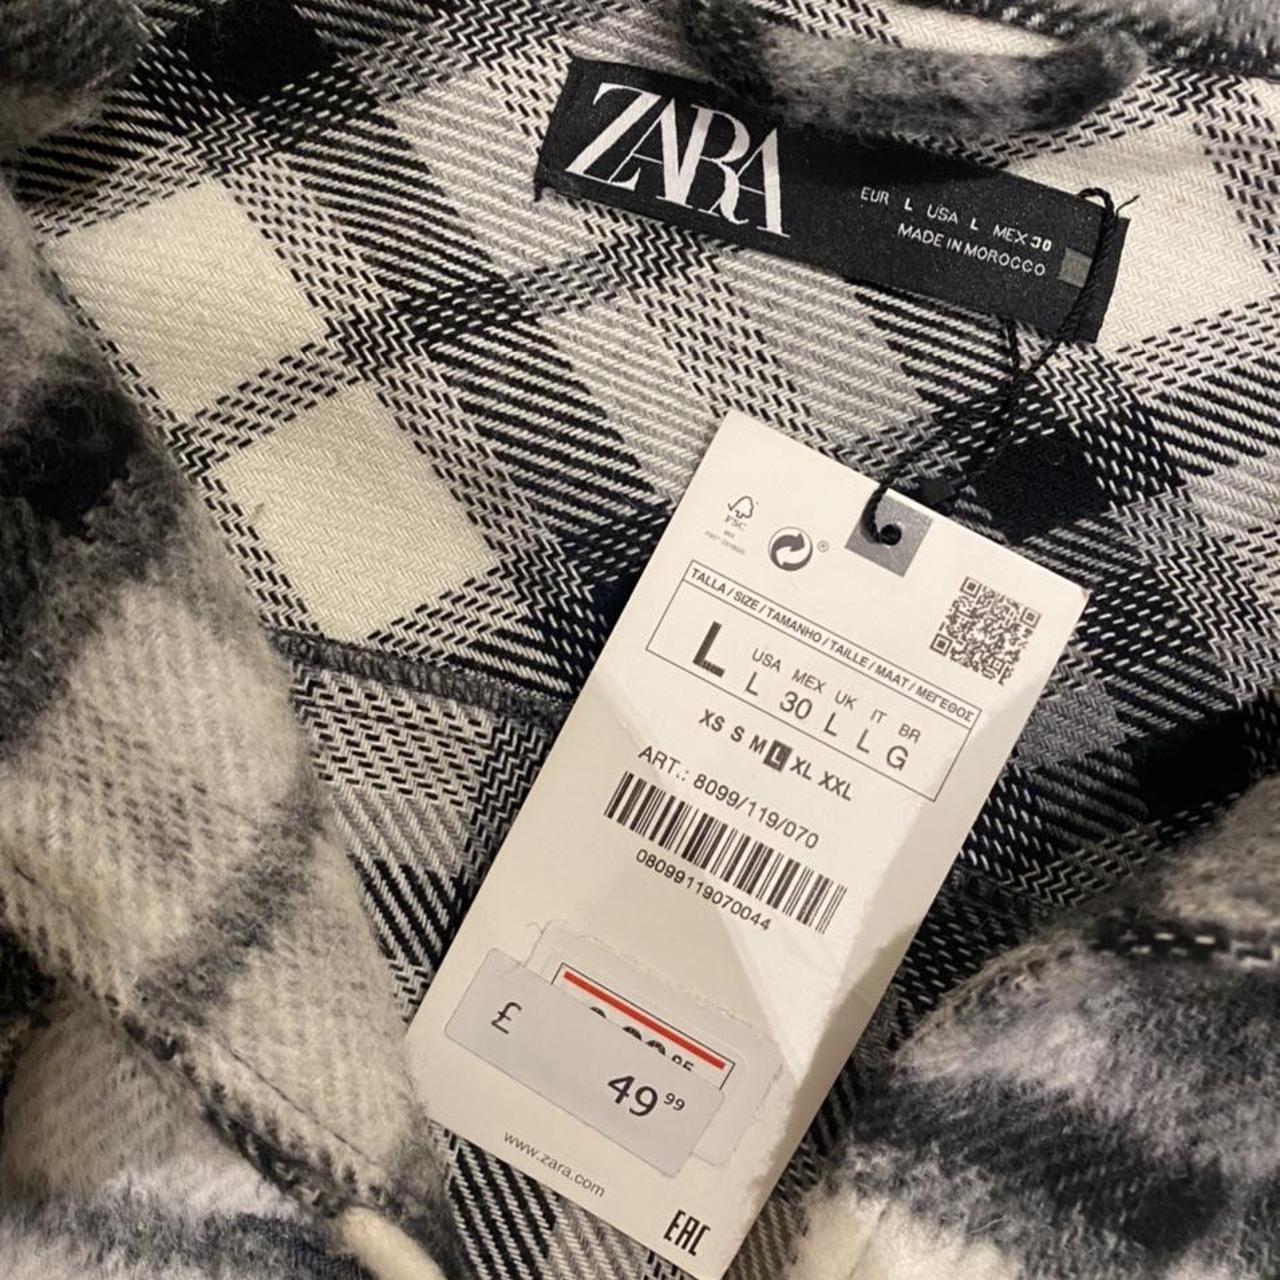 ZARA
EUR L USA L MEX 30
MADE IN MOROCCO
FSC
®
TALLA / SIZE / TAMANHO / TAILLE / MAAT / ΜΕΓΕΘΟΣ
L
USA MEX UK IT BR
L 30 L L G
XS S M L XL XXL
ART.: 8099/119/070
08099119070044
£
49 99
www.zara.com
EAC